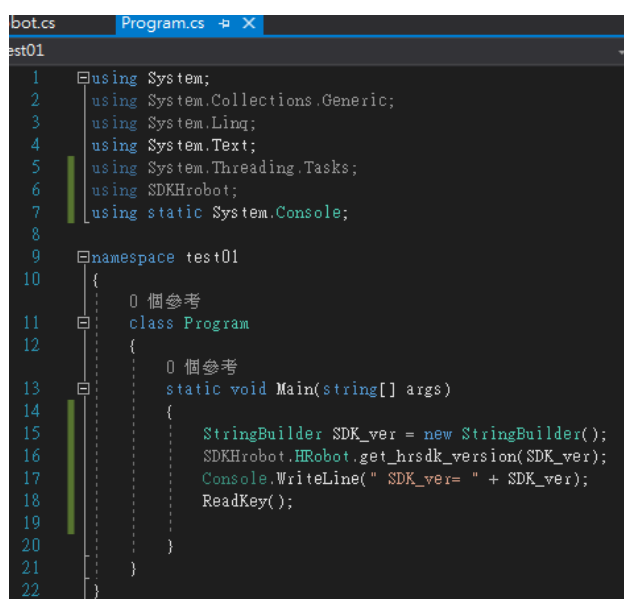 bot.cs Program.cs
est01
1 using System;
2 using System.Collections.Generic;
3 using System.Linq;
4 using System.Text;
5 using System.Threading.Tasks;
6 using SDKHrobot;
7 using static System.Console;
8
9 namespace test01
10 {
0 個參考
11 class Program
12 {
0 個參考
13 static void Main(string[] args)
14 {
15 StringBuilder SDK_ver = new StringBuilder();
16 SDKHrobot.HRobot.get_hrsdk_version(SDK_ver);
17 Console.WriteLine(" SDK_ver= " + SDK_ver);
18 ReadKey();
19
20 }
21 }
22 }